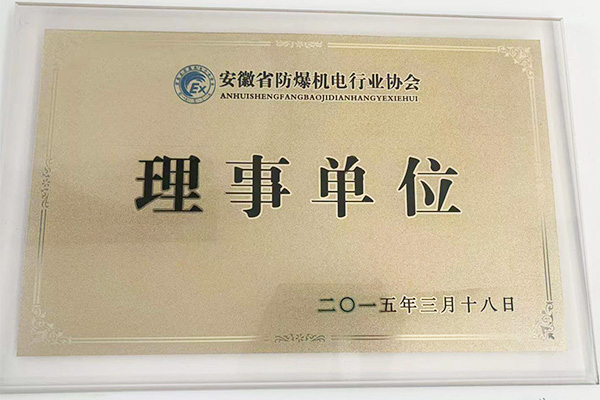 Ex
安徽省防爆机电行业协会
ANHUISHENGFANGBAOJIDIANHANGYEXIEHUI
理事单位
二〇一五年三月十八日